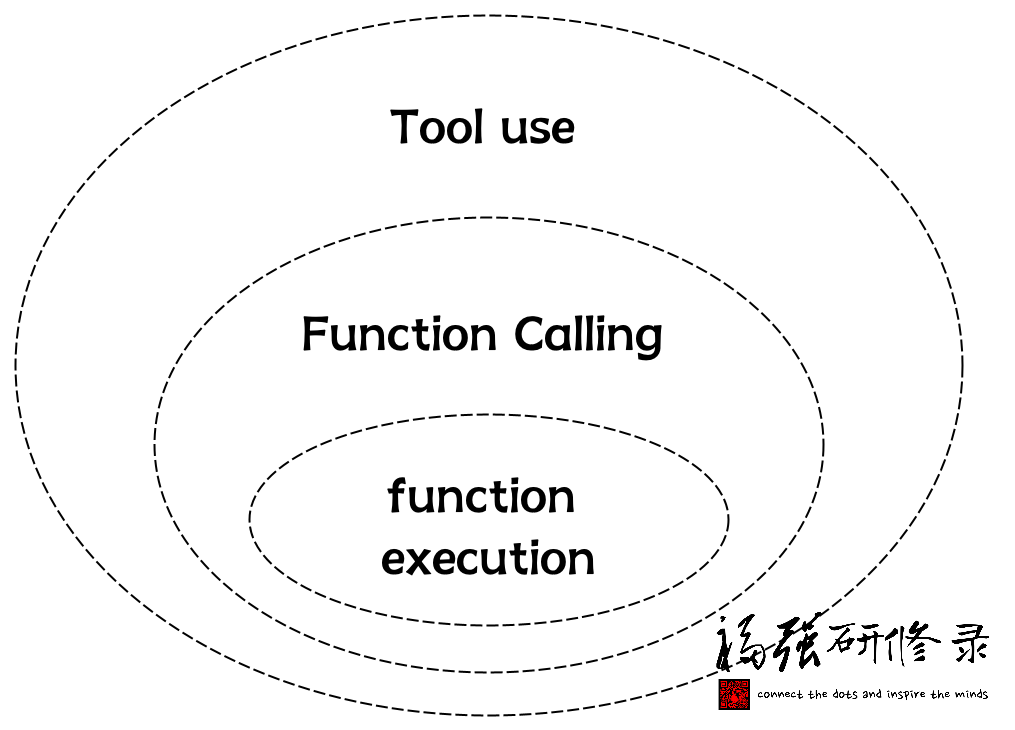 Tool use
Function Calling
function
execution
福强研修录
connect the dots and inspire the minds